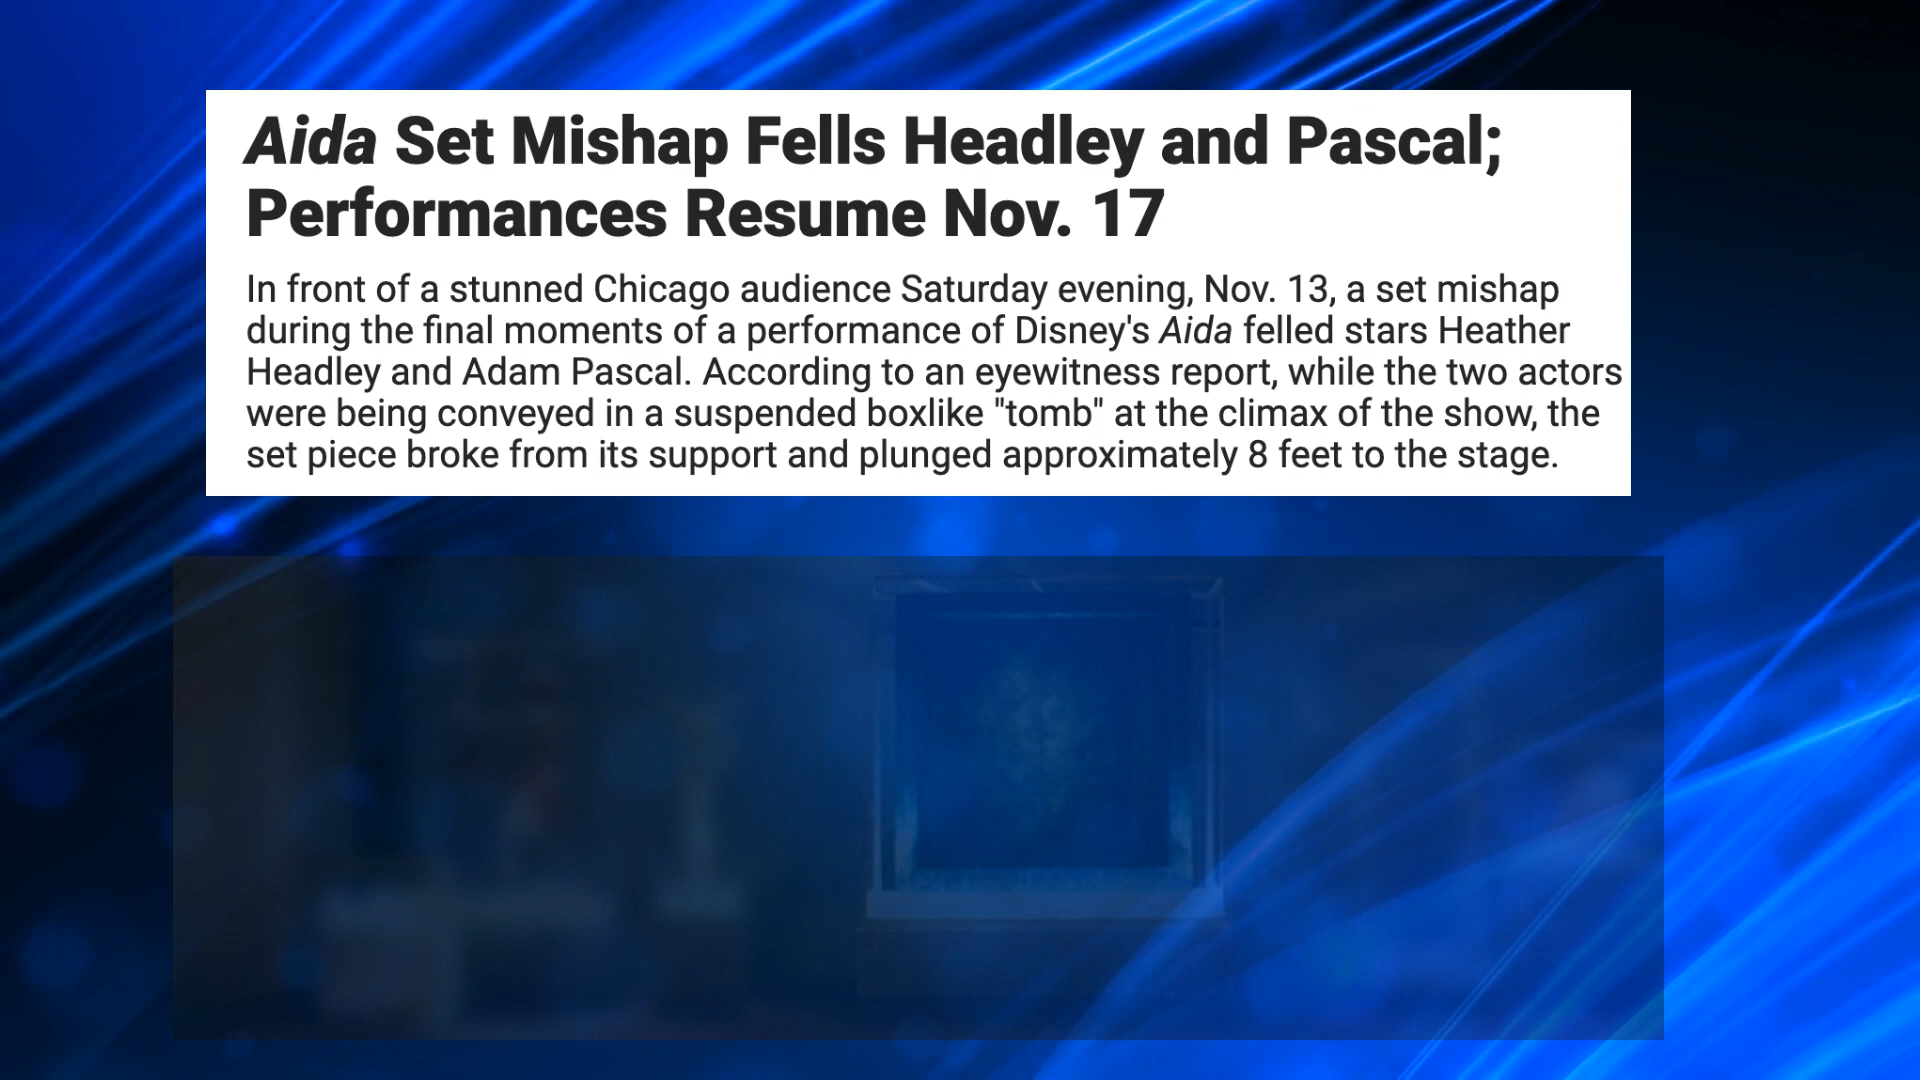 Aida Set Mishap Fells Headley and Pascal;
Performances Resume Nov. 17
In front of a stunned Chicago audience Saturday evening, Nov. 13, a set mishap
during the final moments of a performance of Disney's Aida felled stars Heather
Headley and Adam Pascal. According to an eyewitness report, while the two actors
were being conveyed in a suspended boxlike "tomb" at the climax of the show, the
set piece broke from its support and plunged approximately 8 feet to the stage.